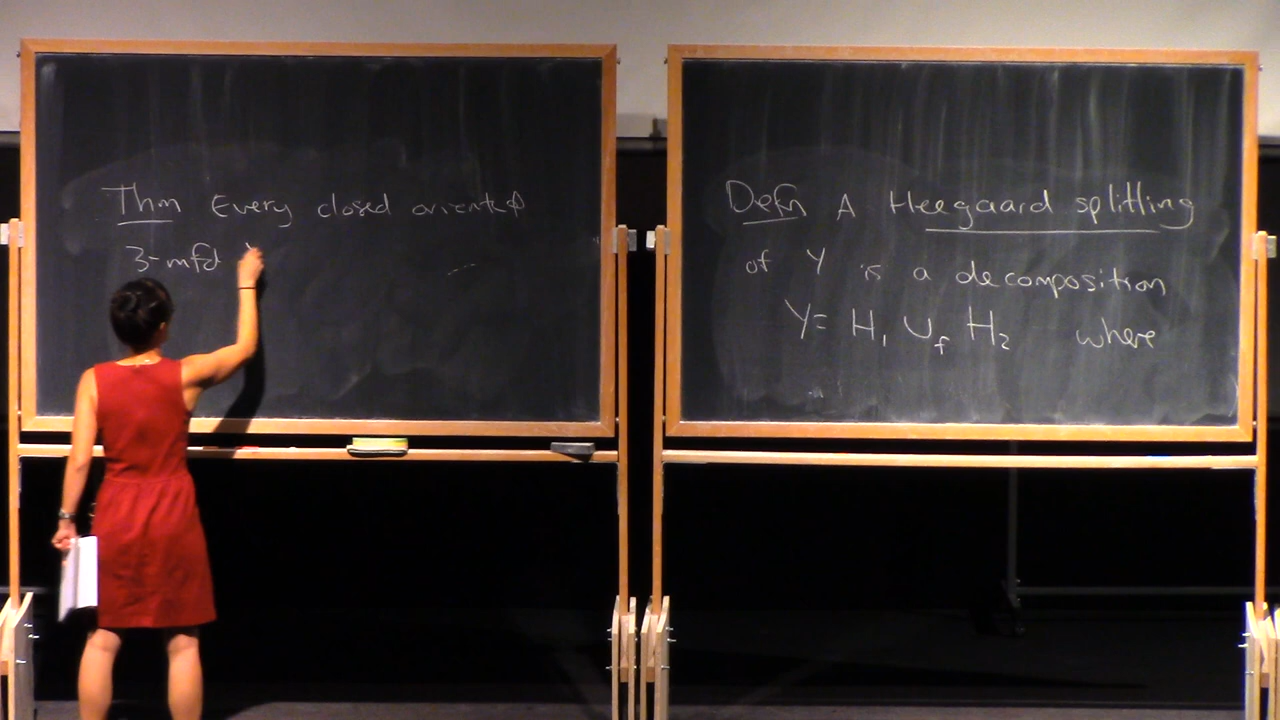 Thm Every closed oriented
3-mfd Y
Defn A Heegaard splitting
of Y is a decomposition
Y = H₁ ∪_f H₂ where